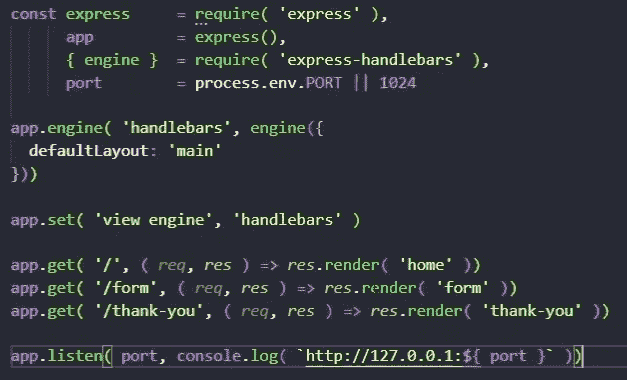 const express     = require( 'express' ),
      app         = express(),
      { engine }  = require( 'express-handlebars' ),
      port        = process.env.PORT || 1024

app.engine( 'handlebars', engine({
  defaultLayout: 'main'
}))

app.set( 'view engine', 'handlebars' )

app.get( '/', ( req, res ) => res.render( 'home' ))
app.get( '/form', ( req, res ) => res.render( 'form' ))
app.get( '/thank-you', ( req, res ) => res.render( 'thank-you' ))

app.listen( port, console.log( `http://127.0.0.1:${ port }` ))